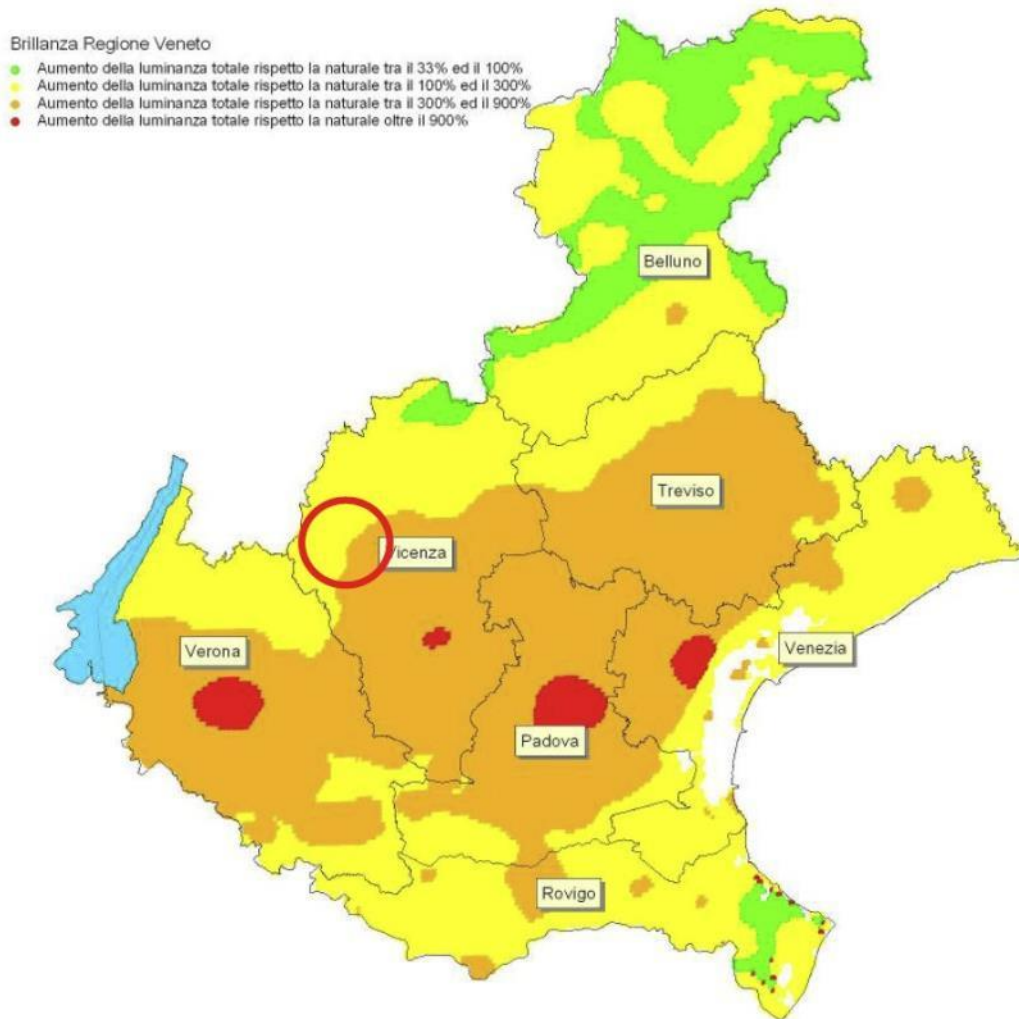 Brillanza Regione Veneto
Aumento della luminanza totale rispetto la naturale tra il 33% ed il 100%
Aumento della luminanza totale rispetto la naturale tra il 100% ed il 300%
Aumento della luminanza totale rispetto la naturale tra il 300% ed il 900%
Aumento della luminanza totale rispetto la naturale oltre il 900%
Belluno
Treviso
Vicenza
Verona
Venezia
Padova
Rovigo